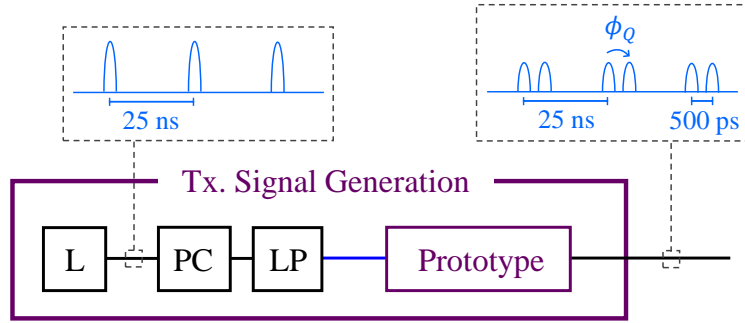 ϕ_Q
25 ns
25 ns
500 ps
Tx. Signal Generation
L
PC
LP
Prototype